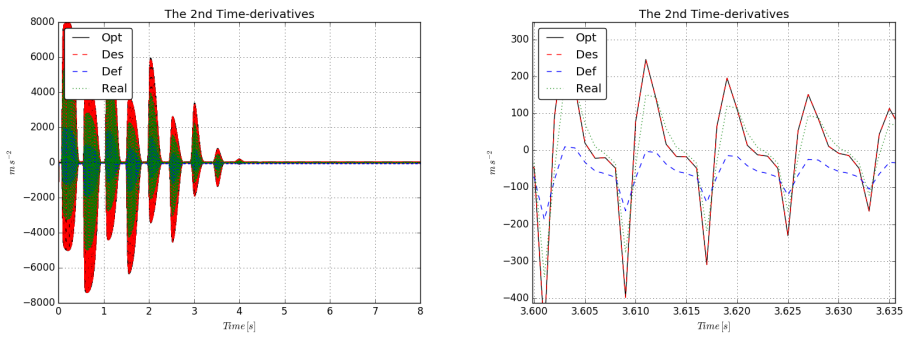 The 2nd Time-derivatives
8000
6000
4000
2000
0
−2000
−4000
−6000
−8000
m s⁻²
Opt
Des
Def
Real
0 1 2 3 4 5 6 7 8
Time [s]
The 2nd Time-derivatives
300
200
100
0
−100
−200
−300
−400
m s⁻²
Opt
Des
Def
Real
3.600 3.605 3.610 3.615 3.620 3.625 3.630 3.635
Time [s]